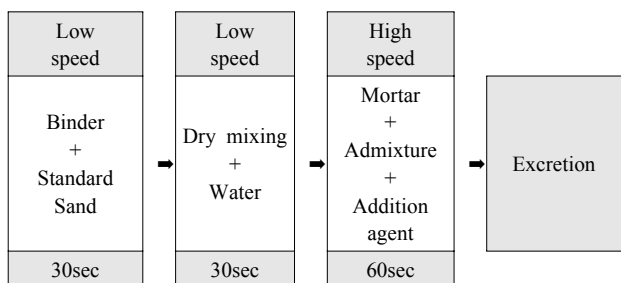 Low
speed
Binder
+
Standard
Sand
30sec
➡
Low
speed
Dry mixing
+
Water
30sec
➡
High
speed
Mortar
+
Admixture
+
Addition
agent
60sec
➡
Excretion